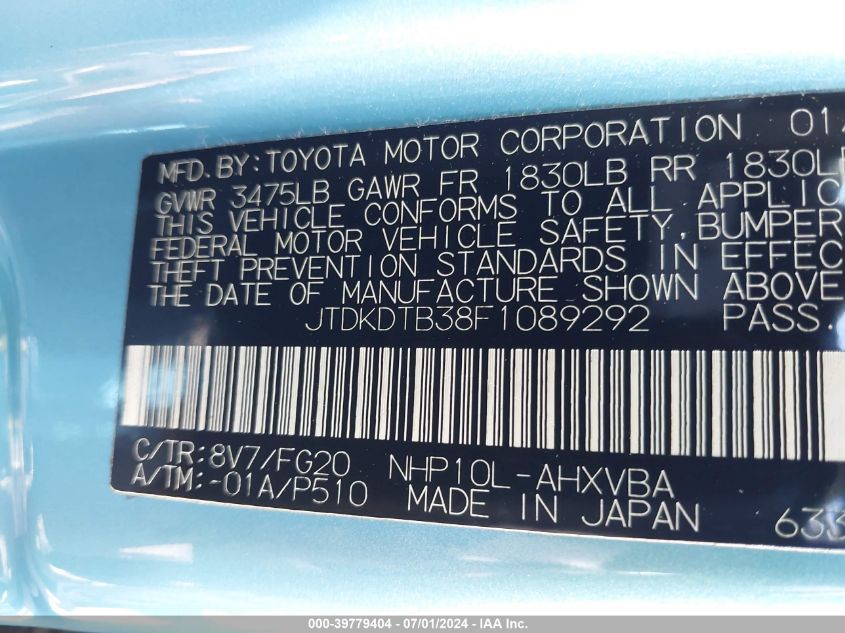 MFD. BY: TOYOTA MOTOR CORPORATION 01
GVWR 3475LB GAWR FR 1830LB RR 1830LB
THIS VEHICLE CONFORMS TO ALL APPLIC
FEDERAL MOTOR VEHICLE SAFETY, BUMPER
THEFT PREVENTION STANDARDS IN EFFEC
THE DATE OF MANUFACTURE SHOWN ABOVE
JTDKDTB38F1089292 PASS.
C/TR: 8V7/FG20 NHP10L-AHXVBA
A/TM: -01A/P510 MADE IN JAPAN 633
000-39779404 - 07/01/2024 - IAA Inc.